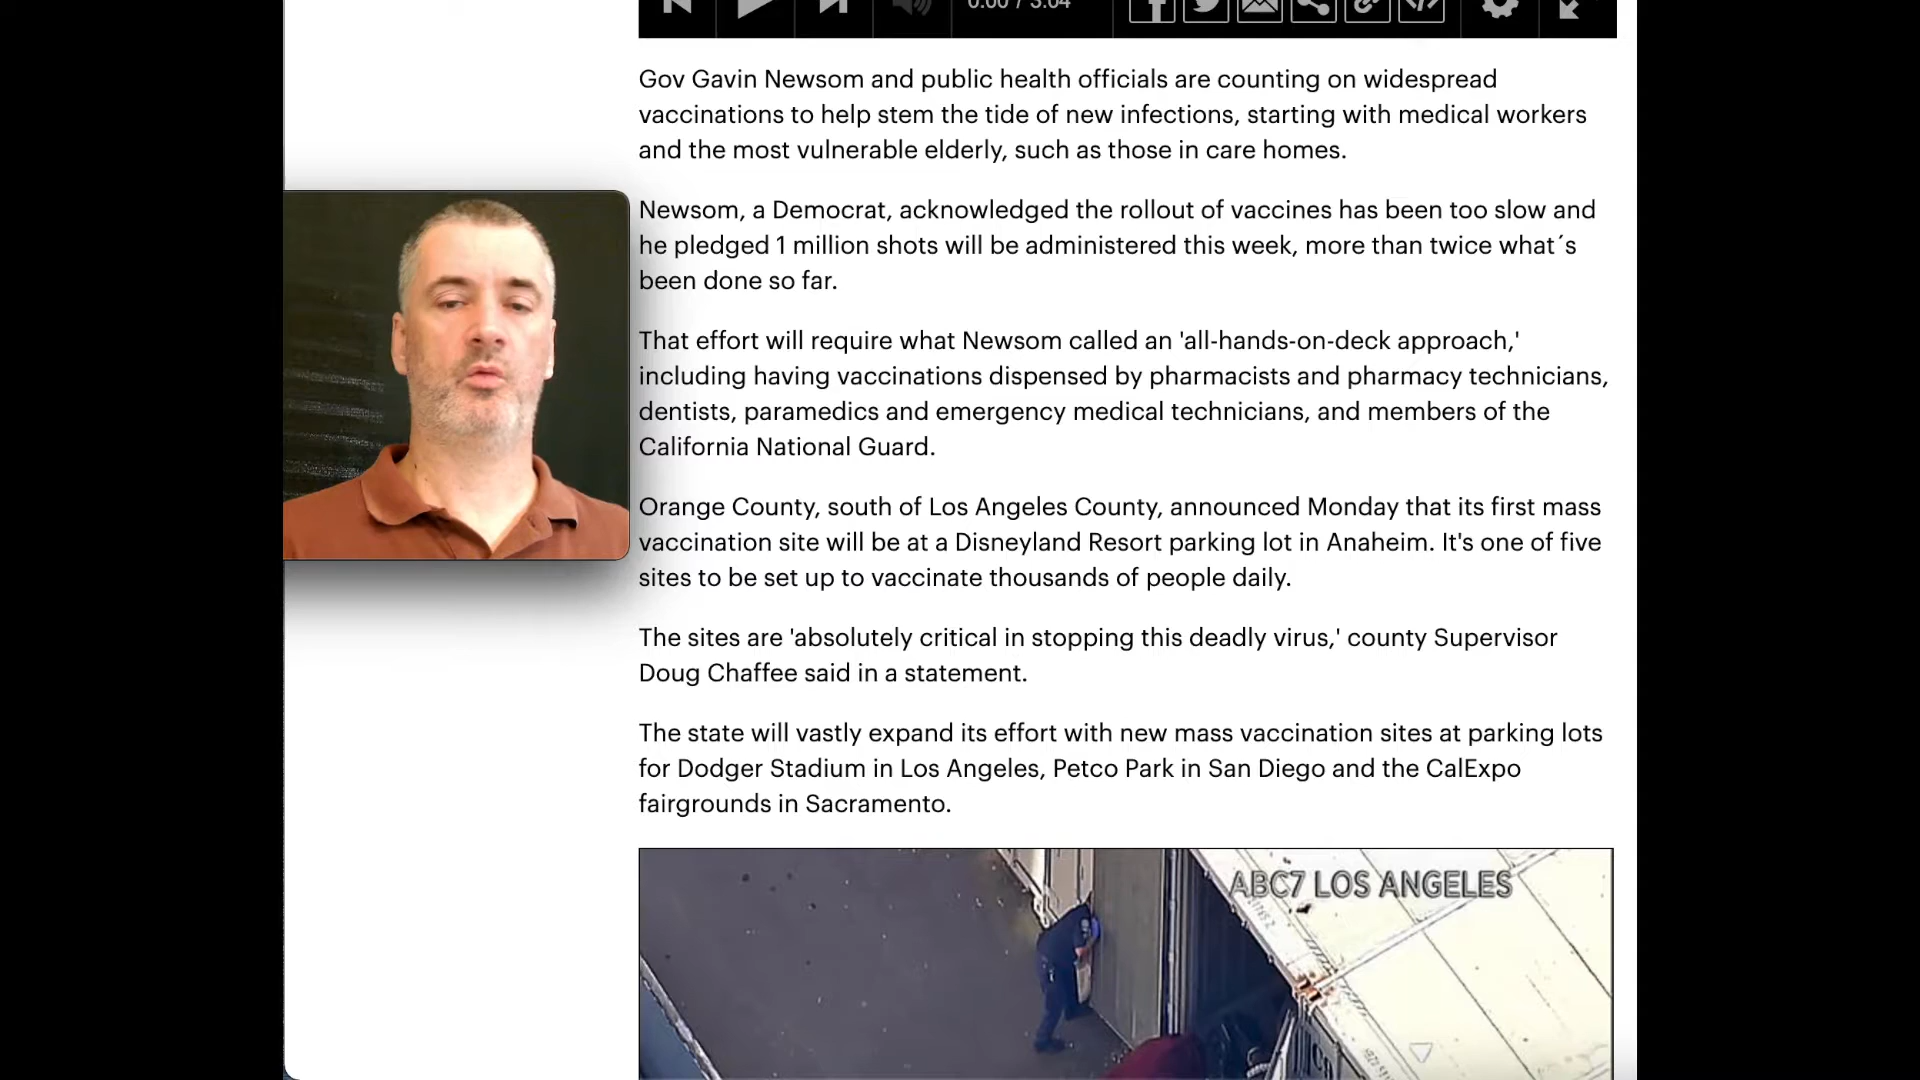 0:00 / 3:04
Gov Gavin Newsom and public health officials are counting on widespread
vaccinations to help stem the tide of new infections, starting with medical workers
and the most vulnerable elderly, such as those in care homes.
Newsom, a Democrat, acknowledged the rollout of vaccines has been too slow and
he pledged 1 million shots will be administered this week, more than twice what´s
been done so far.
That effort will require what Newsom called an 'all-hands-on-deck approach,'
including having vaccinations dispensed by pharmacists and pharmacy technicians,
dentists, paramedics and emergency medical technicians, and members of the
California National Guard.
Orange County, south of Los Angeles County, announced Monday that its first mass
vaccination site will be at a Disneyland Resort parking lot in Anaheim. It's one of five
sites to be set up to vaccinate thousands of people daily.
The sites are 'absolutely critical in stopping this deadly virus,' county Supervisor
Doug Chaffee said in a statement.
The state will vastly expand its effort with new mass vaccination sites at parking lots
for Dodger Stadium in Los Angeles, Petco Park in San Diego and the CalExpo
fairgrounds in Sacramento.
ABC7 LOS ANGELES